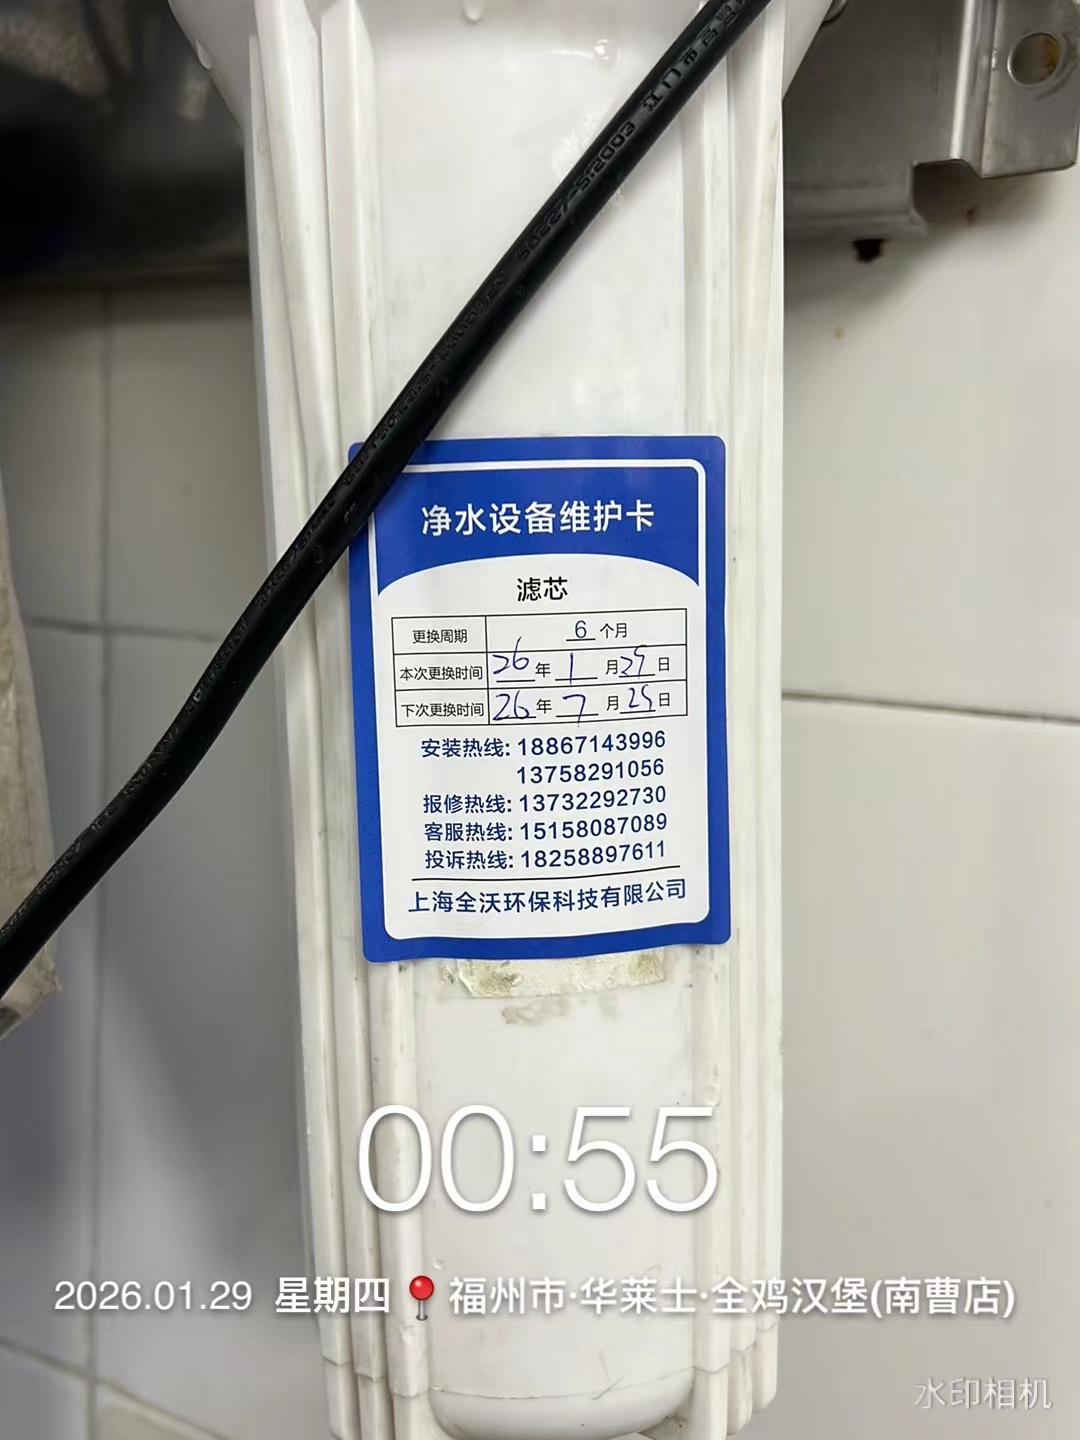 净水设备维护卡
滤芯
更换周期 6 个月
本次更换时间 26 年 1 月 29 日
下次更换时间 26 年 7 月 29 日
安装热线: 18867143996
13758291056
报修热线: 13732292730
客服热线: 15158087089
投诉热线: 18258897611
上海全沃环保科技有限公司
00:55
2026.01.29 星期四 福州市·华莱士·全鸡汉堡(南曹店)
水印相机